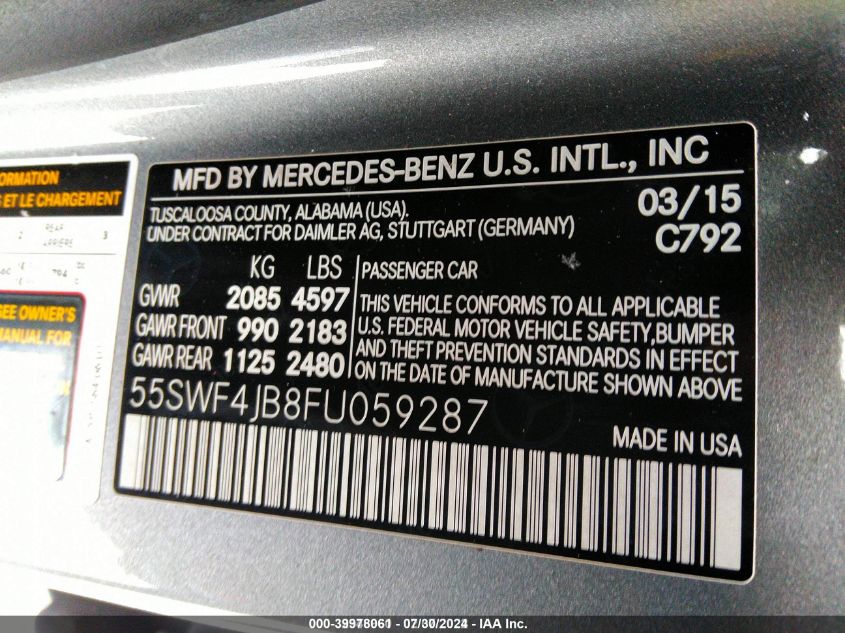 ORMATION
S ET LE CHARGEMENT
2 REAR ARRIÈRE 3
SEE OWNER'S
MANUAL FOR
MFD BY MERCEDES-BENZ U.S. INTL., INC
TUSCALOOSA COUNTY, ALABAMA (USA).
UNDER CONTRACT FOR DAIMLER AG, STUTTGART (GERMANY)
03/15
C792
KG LBS
GVWR 2085 4597
GAWR FRONT 990 2183
GAWR REAR 1125 2480
PASSENGER CAR
THIS VEHICLE CONFORMS TO ALL APPLICABLE
U.S. FEDERAL MOTOR VEHICLE SAFETY,BUMPER
AND THEFT PREVENTION STANDARDS IN EFFECT
ON THE DATE OF MANUFACTURE SHOWN ABOVE
55SWF4JB8FU059287
MADE IN USA
000-39978061 - 07/30/2024 - IAA Inc.